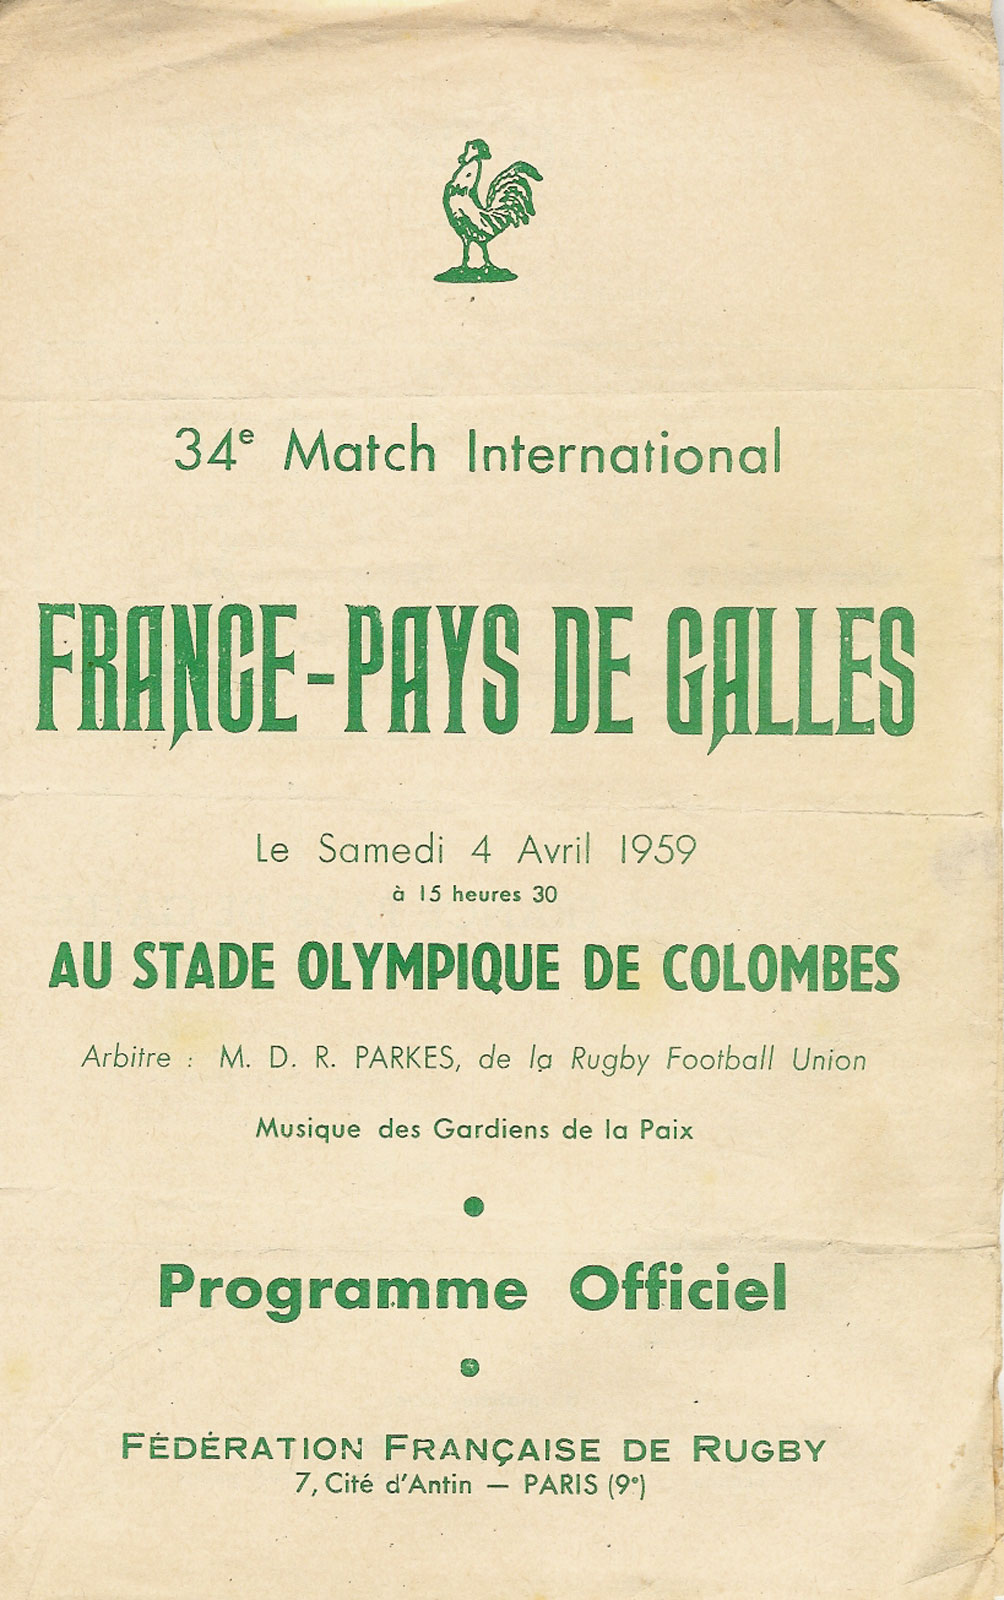 34e Match International
FRANCE-PAYS DE GALLES
Le Samedi 4 Avril 1959
à 15 heures 30
AU STADE OLYMPIQUE DE COLOMBES
Arbitre : M. D. R. PARKES, de la Rugby Football Union
Musique des Gardiens de la Paix
Programme Officiel
FÉDÉRATION FRANÇAISE DE RUGBY
7, Cité d'Antin — PARIS (9e)